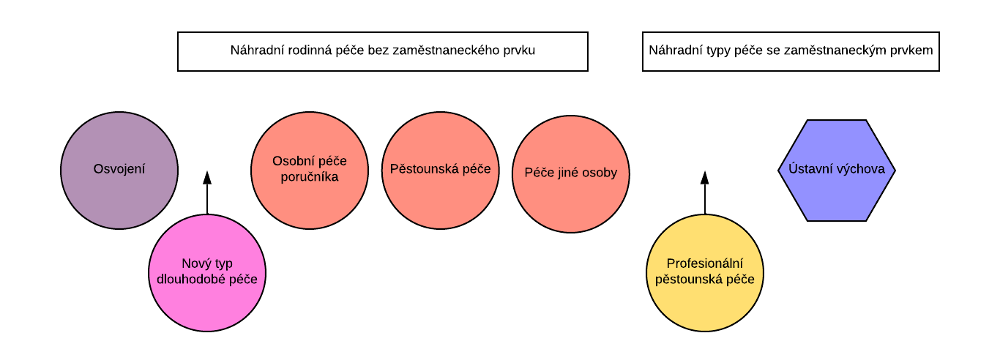 Náhradní rodinná péče bez zaměstnaneckého prvku
Náhradní typy péče se zaměstnaneckým prvkem
Osvojení
Osobní péče
poručníka
Pěstounská péče
Péče jiné osoby
Ústavní výchova
Nový typ
dlouhodobé péče
Profesionální
pěstounská péče